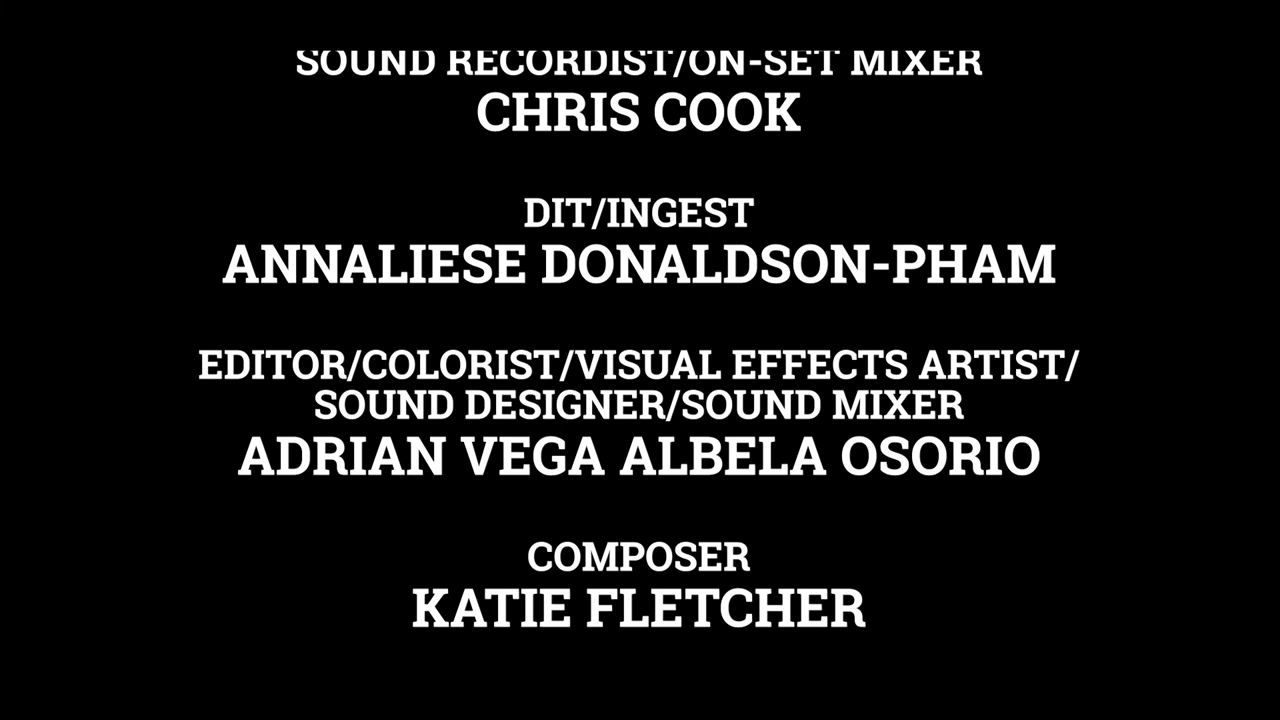 SOUND RECORDIST/ON-SET MIXER
CHRIS COOK
DIT/INGEST
ANNALIESE DONALDSON-PHAM
EDITOR/COLORIST/VISUAL EFFECTS ARTIST/
SOUND DESIGNER/SOUND MIXER
ADRIAN VEGA ALBELA OSORIO
COMPOSER
KATIE FLETCHER